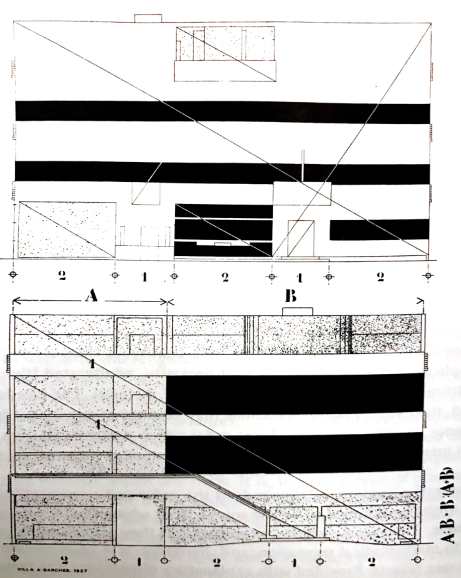 2 1 2 1 2
A B
1
1
A:B=B:(A+B)
2 1 2 1 2
VILLA A GARCHES. 1927